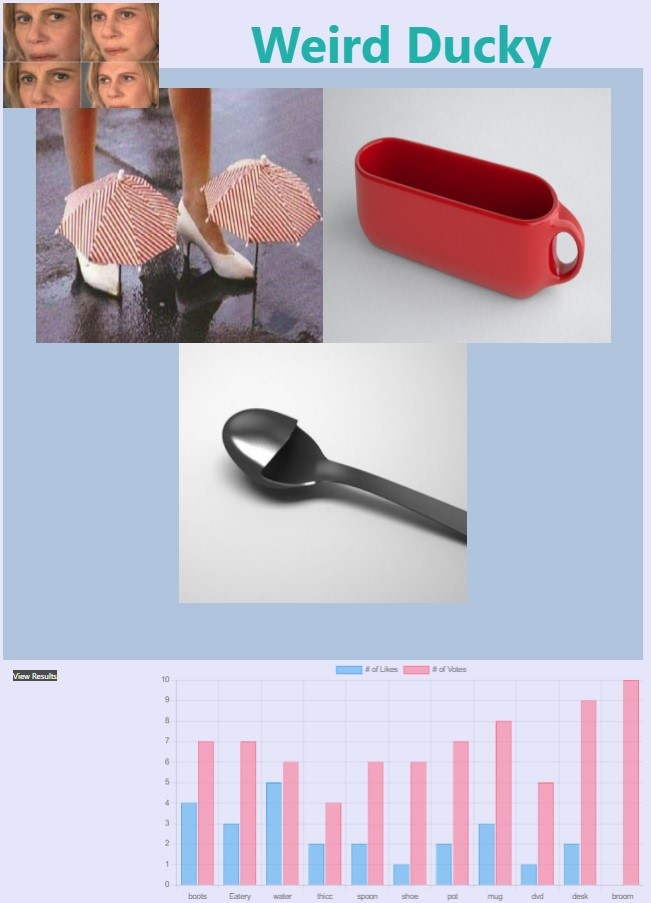 Weird Ducky
View Results
# of Likes # of Votes
10
9
8
7
6
5
4
3
2
1
0
boots Eatery water thicc spoon shoe pot mug dvd desk broom